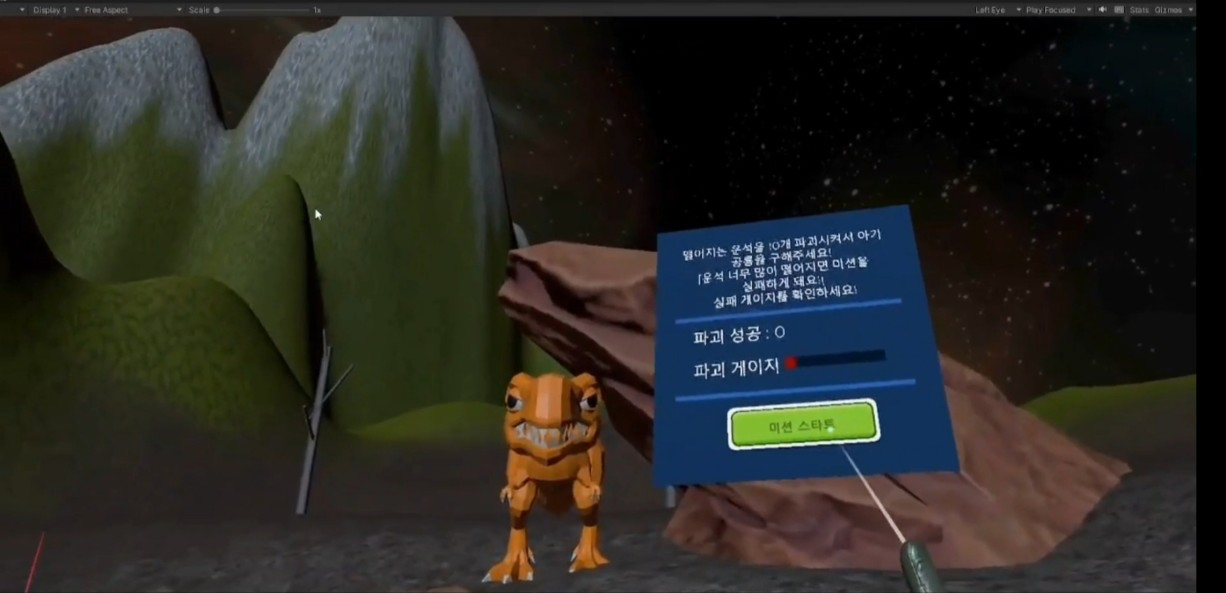 Display 1 Free Aspect Scale 1x Left Eye Play Focused Stats Gizmos
떨어지는 운석을 10개 파괴시켜서 아기
공룡을 구해주세요!
[운석 너무 많이 떨어지면 미션을
실패하게 돼요!]
실패 게이지를 확인하세요!
파괴 성공 : 0
파괴 게이지
미션 스타트